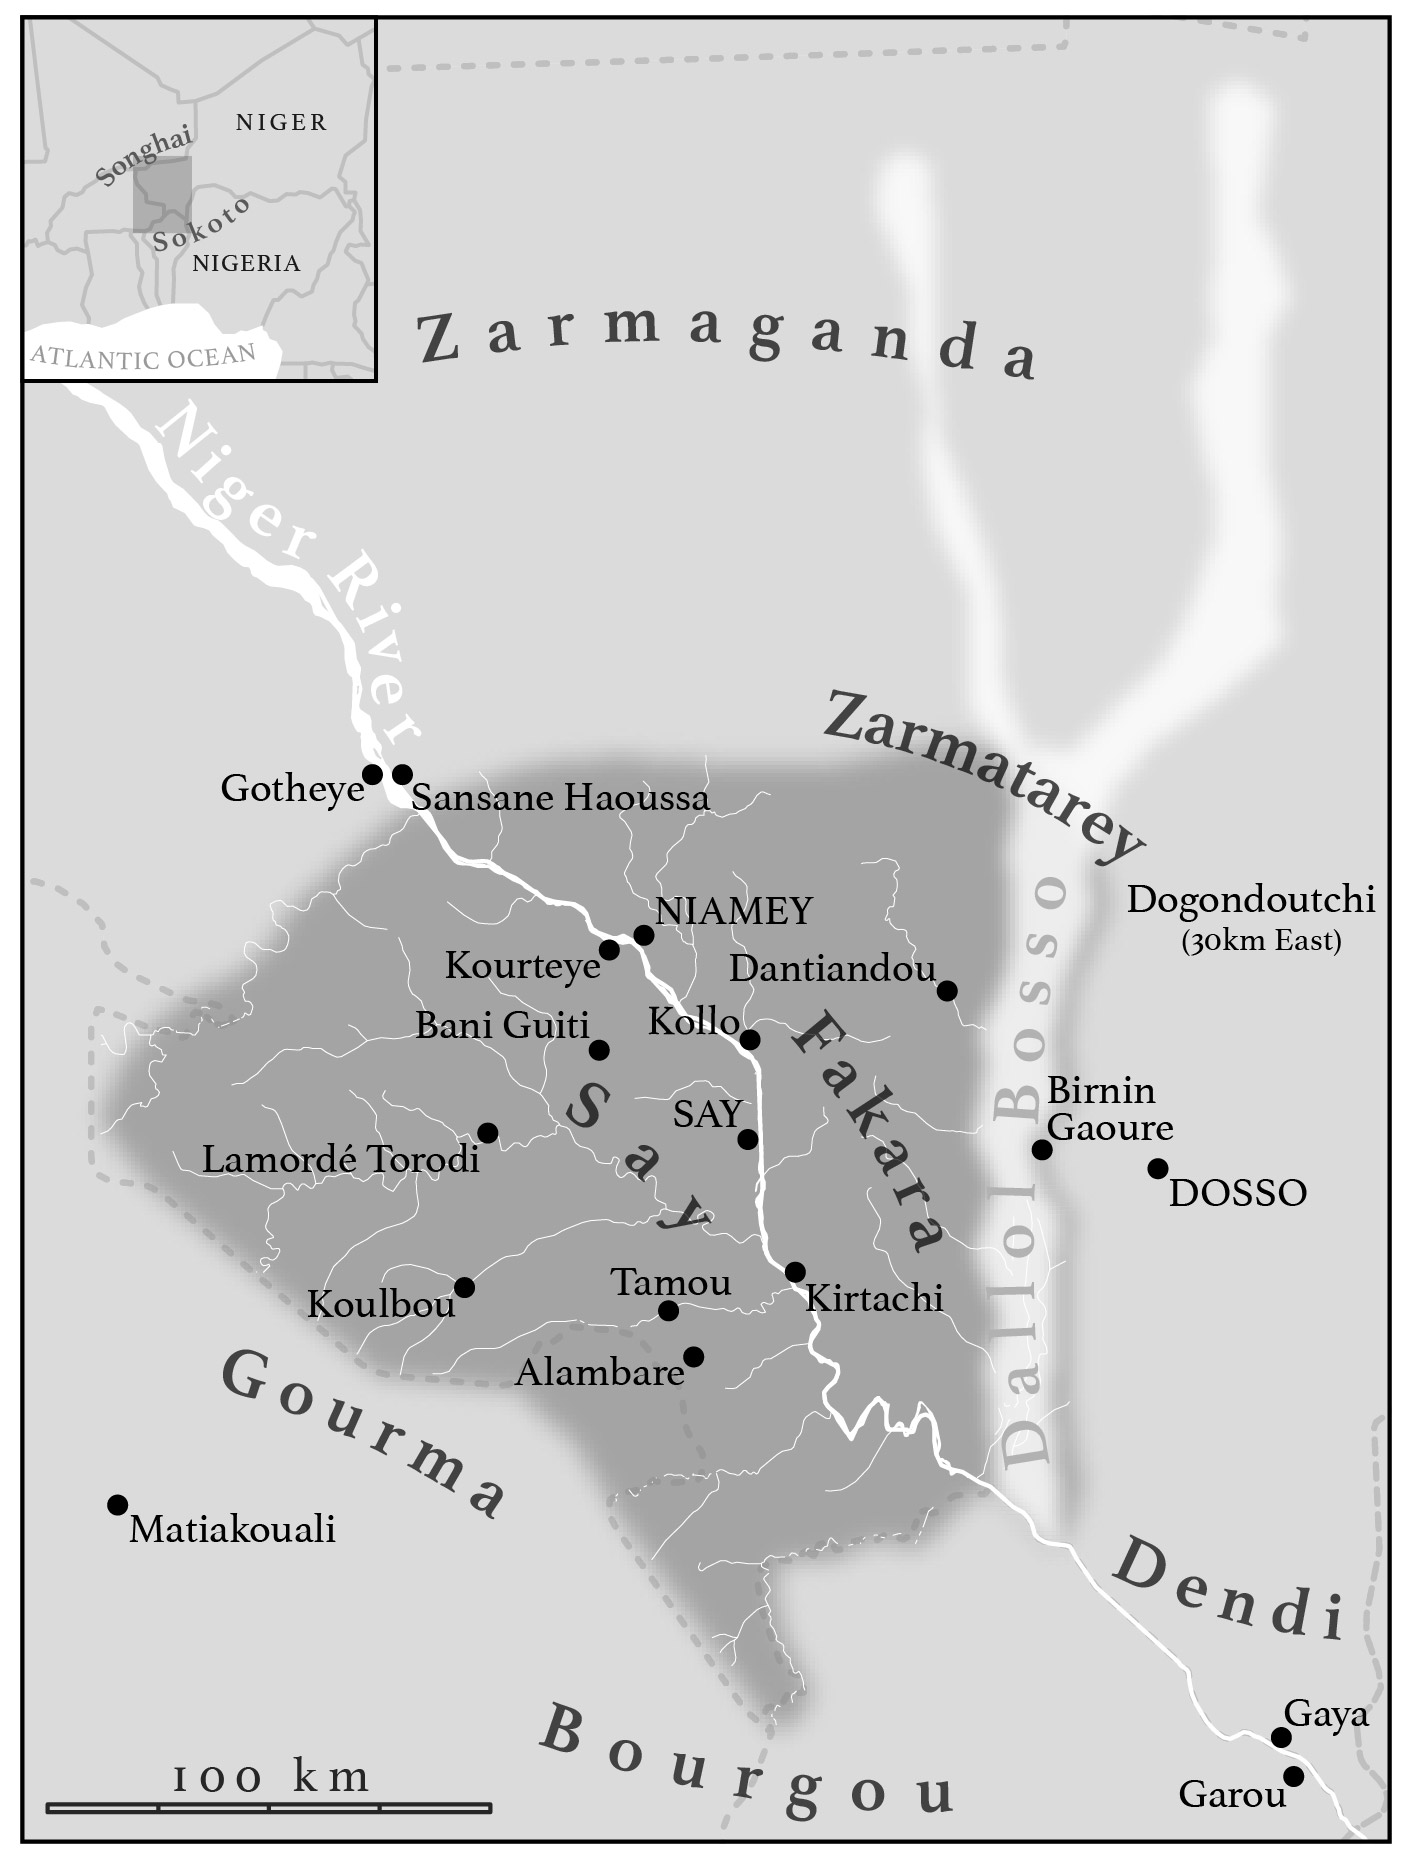 NIGER
Songhai
Sokoto
NIGERIA
ATLANTIC OCEAN
Zarmaganda
Niger River
Zarmatarey
Gotheye
Sansane Haoussa
Dogondoutchi
(30km East)
NIAMEY
Kourteye
Dantiandou
Bani Guiti
Kollo
Fakara
Dallol Bosso
Birnin
Gaoure
Say
SAY
Lamordé Torodi
DOSSO
Tamou
Koulbou
Kirtachi
Alambare
Gourma
Matiakouali
Dendi
Bourgou
Gaya
Garou
100 km